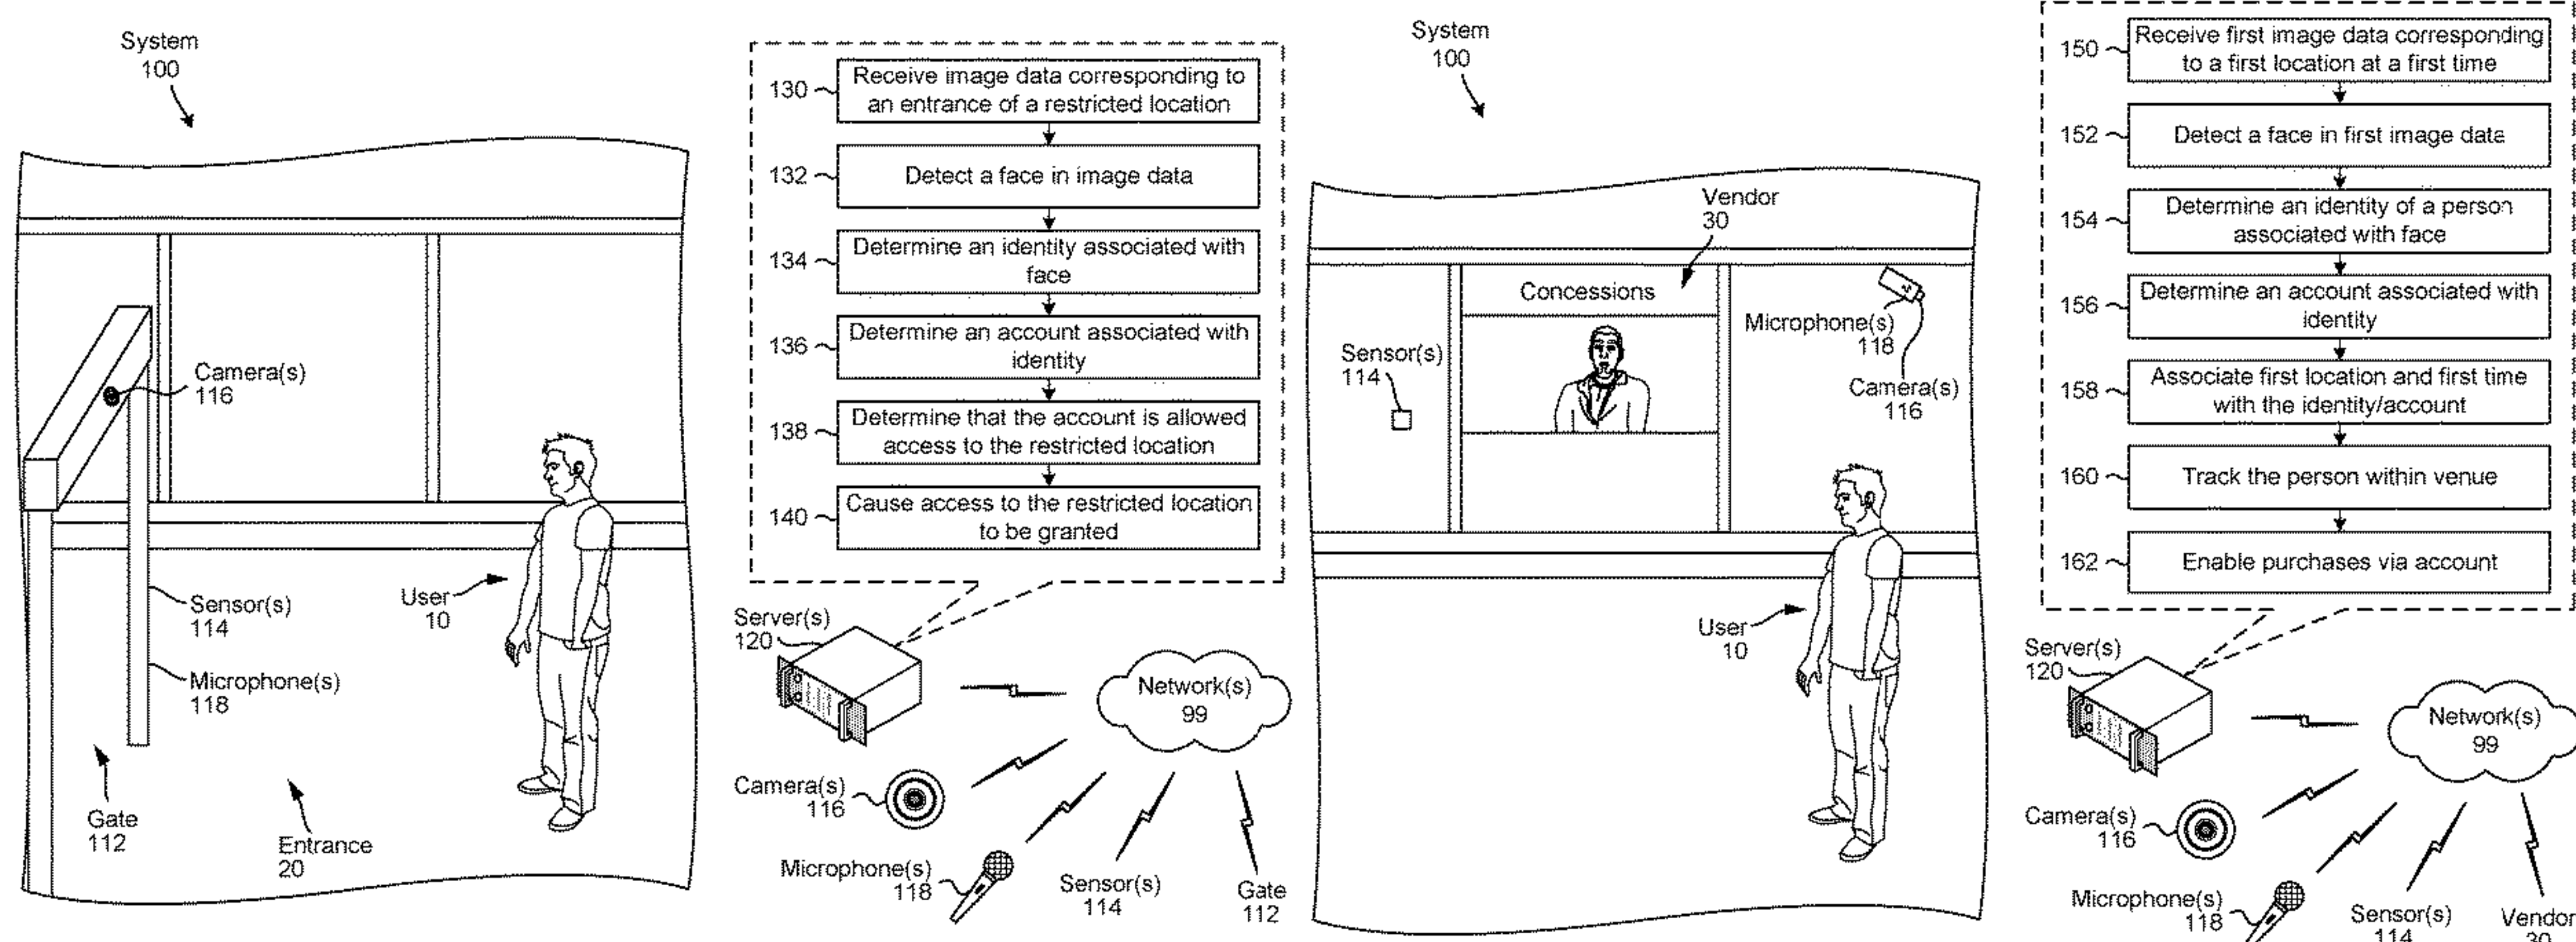 System
100
Camera(s)
116
Sensor(s)
114
Microphone(s)
118
User
10
Gate
112
Entrance
20
130
Receive image data corresponding to
an entrance of a restricted location
132
Detect a face in image data
134
Determine an identity associated with
face
136
Determine an account associated with
identity
138
Determine that the account is allowed
access to the restricted location
140
Cause access to the restricted location
to be granted
Server(s)
120
Network(s)
99
Camera(s)
116
Microphone(s)
118
Sensor(s)
114
Gate
112
System
100
Vendor
30
Concessions
Sensor(s)
114
Microphone(s)
118
Camera(s)
116
User
10
150
Receive first image data corresponding
to a first location at a first time
152
Detect a face in first image data
154
Determine an identity of a person
associated with face
156
Determine an account associated with
identity
158
Associate first location and first time
with the identity/account
160
Track the person within venue
162
Enable purchases via account
Server(s)
120
Network(s)
99
Camera(s)
116
Microphone(s)
118
Sensor(s)
114
Vendor
30